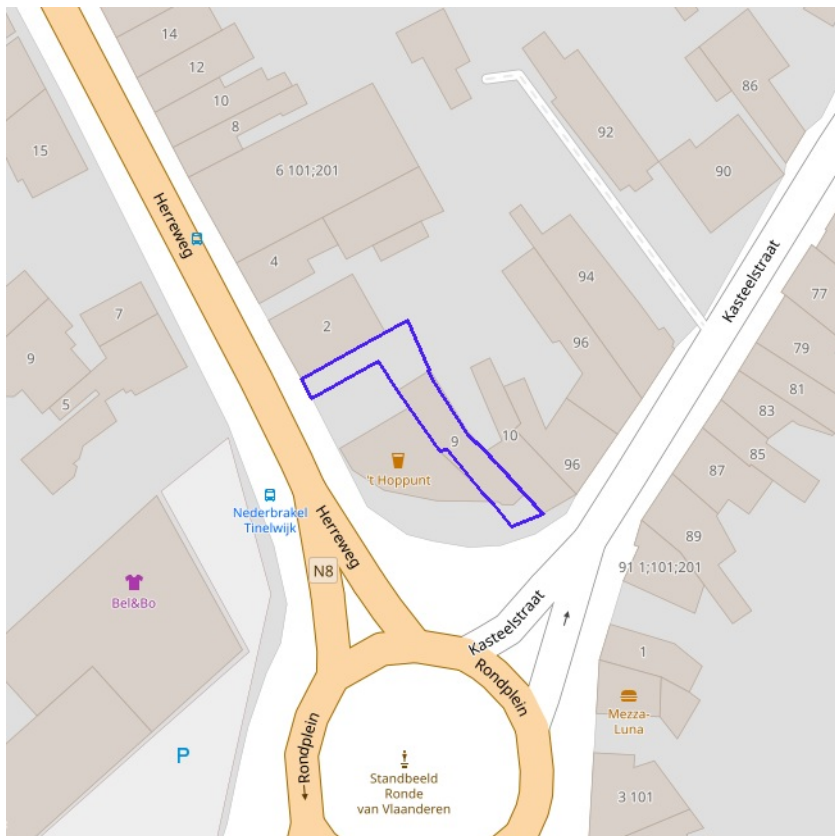 14
12
10
8
15
86
92
90
6 101;201
Herreweg
4
94
77
Kasteelstraat
2
7
96
79
9
81
5
83
9
10
85
96
87
't Hoppunt
Nederbrakel
Tinelwijk
Herreweg
89
N8
91 1;101;201
Bel&Bo
Kasteelstraat
1
Rondplein
Mezza-
Luna
Rondplein
P
Standbeeld
Ronde
van Vlaanderen
3 101